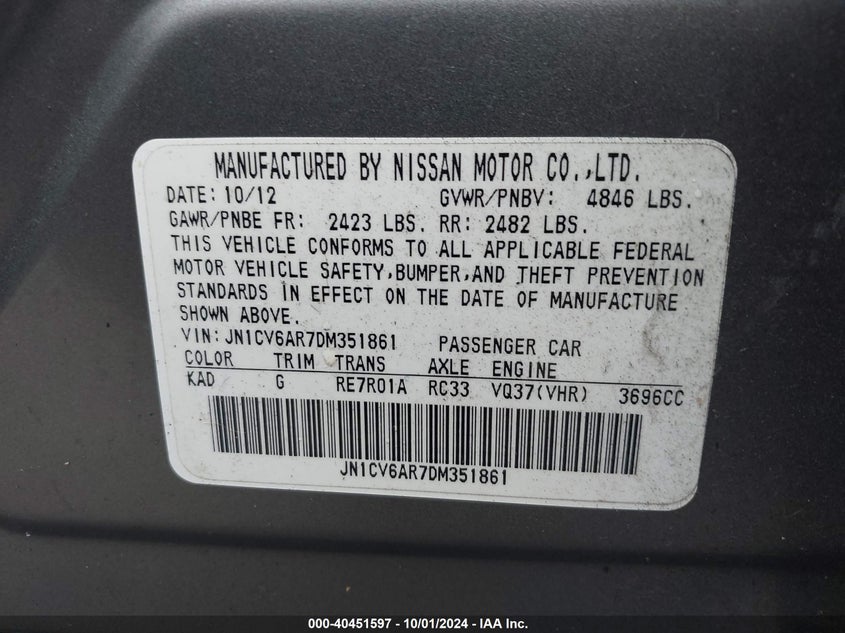 MANUFACTURED BY NISSAN MOTOR CO.,LTD.
DATE: 10/12 GVWR/PNBV: 4846 LBS.
GAWR/PNBE FR: 2423 LBS. RR: 2482 LBS.
THIS VEHICLE CONFORMS TO ALL APPLICABLE FEDERAL
MOTOR VEHICLE SAFETY,BUMPER,AND THEFT PREVENTION
STANDARDS IN EFFECT ON THE DATE OF MANUFACTURE
SHOWN ABOVE.
VIN: JN1CV6AR7DM351861 PASSENGER CAR
COLOR TRIM TRANS AXLE ENGINE
KAD G RE7R01A RC33 VQ37(VHR) 3696CC
JN1CV6AR7DM351861
000-40451597 - 10/01/2024 - IAA Inc.